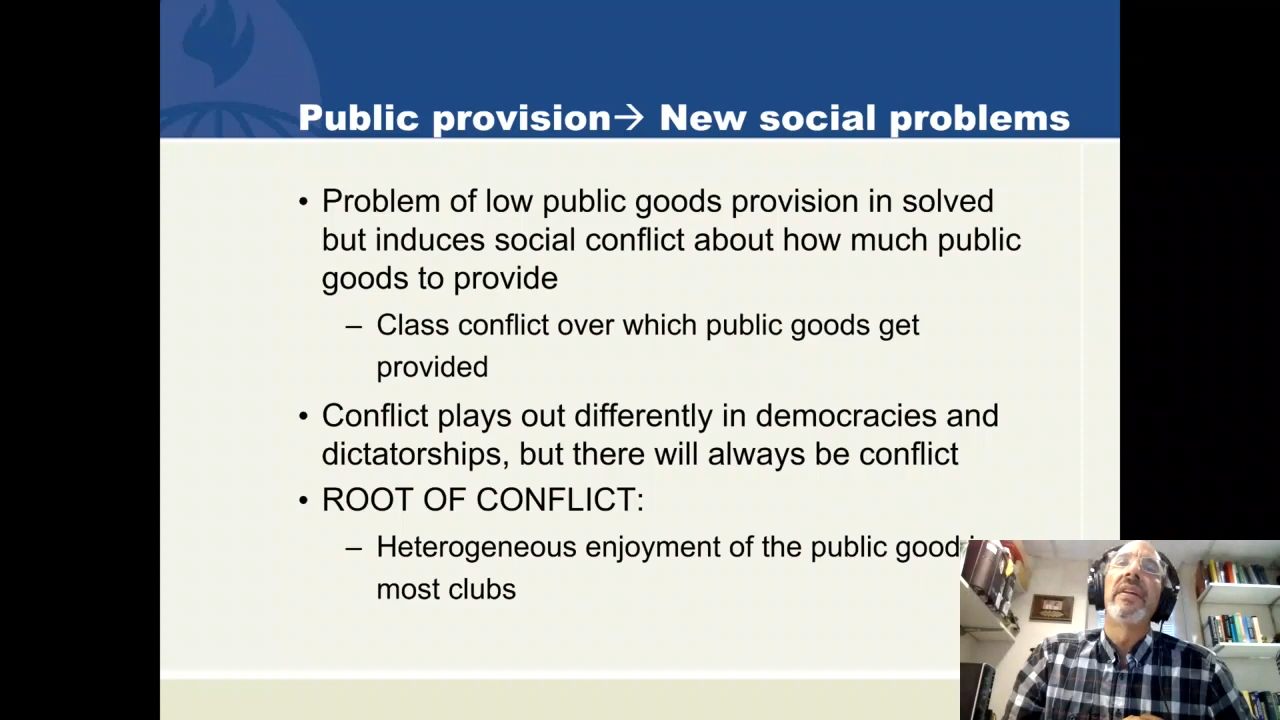 Public provision→ New social problems
• Problem of low public goods provision in solved
but induces social conflict about how much public
goods to provide
– Class conflict over which public goods get
provided
• Conflict plays out differently in democracies and
dictatorships, but there will always be conflict
• ROOT OF CONFLICT:
– Heterogeneous enjoyment of the public good
most clubs